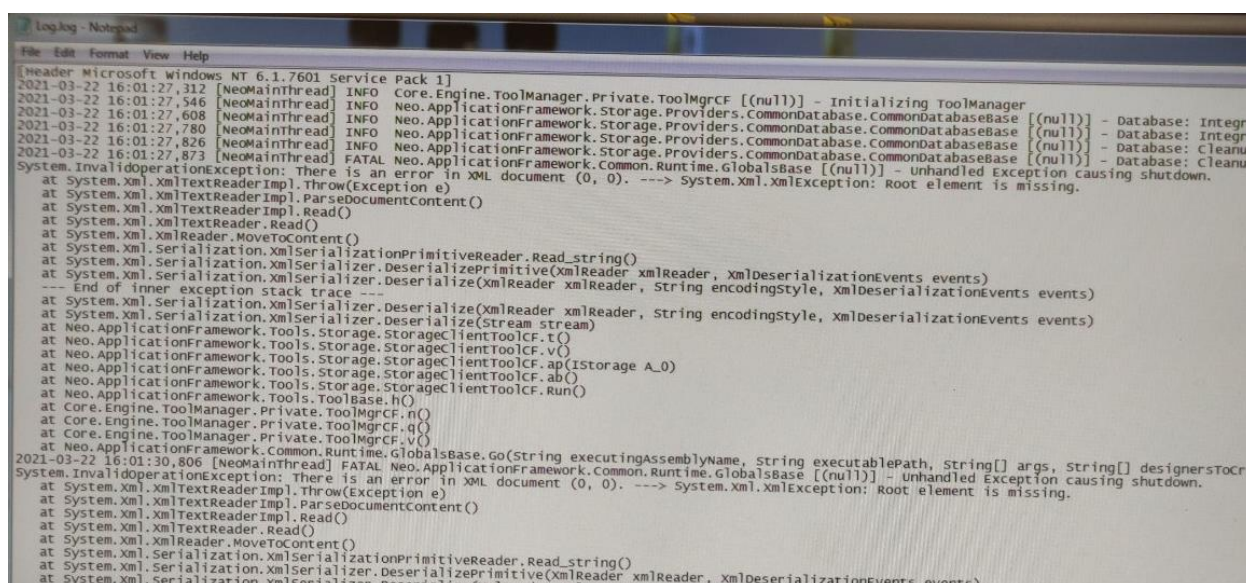 Log.log - Notepad
File Edit Format View Help
[Header Microsoft Windows NT 6.1.7601 Service Pack 1]
2021-03-22 16:01:27,312 [NeoMainThread] INFO Core.Engine.ToolManager.Private.ToolMgrCF [(null)] - Initializing ToolManager
2021-03-22 16:01:27,546 [NeoMainThread] INFO Neo.ApplicationFramework.Storage.Providers.CommonDatabase.CommonDatabaseBase [(null)] - Database: Integr
2021-03-22 16:01:27,608 [NeoMainThread] INFO Neo.ApplicationFramework.Storage.Providers.CommonDatabase.CommonDatabaseBase [(null)] - Database: Integr
2021-03-22 16:01:27,780 [NeoMainThread] INFO Neo.ApplicationFramework.Storage.Providers.CommonDatabase.CommonDatabaseBase [(null)] - Database: Cleanu
2021-03-22 16:01:27,826 [NeoMainThread] INFO Neo.ApplicationFramework.Storage.Providers.CommonDatabase.CommonDatabaseBase [(null)] - Database: Cleanu
2021-03-22 16:01:27,873 [NeoMainThread] FATAL Neo.ApplicationFramework.Common.Runtime.GlobalsBase [(null)] - Unhandled Exception causing shutdown.
System.InvalidOperationException: There is an error in XML document (0, 0). ---> System.Xml.XmlException: Root element is missing.
at System.Xml.XmlTextReaderImpl.Throw(Exception e)
at System.Xml.XmlTextReaderImpl.ParseDocumentContent()
at System.Xml.XmlTextReaderImpl.Read()
at System.Xml.XmlTextReader.Read()
at System.Xml.XmlReader.MoveToContent()
at System.Xml.Serialization.XmlSerializationPrimitiveReader.Read_string()
at System.Xml.Serialization.XmlSerializer.DeserializePrimitive(XmlReader xmlReader, XmlDeserializationEvents events)
at System.Xml.Serialization.XmlSerializer.Deserialize(XmlReader xmlReader, String encodingStyle, XmlDeserializationEvents events)
--- End of inner exception stack trace ---
at System.Xml.Serialization.XmlSerializer.Deserialize(XmlReader xmlReader, String encodingStyle, XmlDeserializationEvents events)
at System.Xml.Serialization.XmlSerializer.Deserialize(Stream stream)
at Neo.ApplicationFramework.Tools.Storage.StorageClientToolCF.t()
at Neo.ApplicationFramework.Tools.Storage.StorageClientToolCF.v()
at Neo.ApplicationFramework.Tools.Storage.StorageClientToolCF.ap(IStorage A_0)
at Neo.ApplicationFramework.Tools.Storage.StorageClientToolCF.ab()
at Neo.ApplicationFramework.Tools.Storage.StorageClientToolCF.Run()
at Neo.ApplicationFramework.Tools.ToolBase.h()
at Core.Engine.ToolManager.Private.ToolMgrCF.n()
at Core.Engine.ToolManager.Private.ToolMgrCF.q()
at Core.Engine.ToolManager.Private.ToolMgrCF.v()
at Neo.ApplicationFramework.Common.Runtime.GlobalsBase.Go(String executingAssemblyName, String executablePath, String[] args, String[] designersToCr
2021-03-22 16:01:30,806 [NeoMainThread] FATAL Neo.ApplicationFramework.Common.Runtime.GlobalsBase [(null)] - Unhandled Exception causing shutdown.
System.InvalidOperationException: There is an error in XML document (0, 0). ---> System.Xml.XmlException: Root element is missing.
at System.Xml.XmlTextReaderImpl.Throw(Exception e)
at System.Xml.XmlTextReaderImpl.ParseDocumentContent()
at System.Xml.XmlTextReaderImpl.Read()
at System.Xml.XmlTextReader.Read()
at System.Xml.XmlReader.MoveToContent()
at System.Xml.Serialization.XmlSerializationPrimitiveReader.Read_string()
at System.Xml.Serialization.XmlSerializer.DeserializePrimitive(XmlReader xmlReader, XmlDeserializationEvents events)